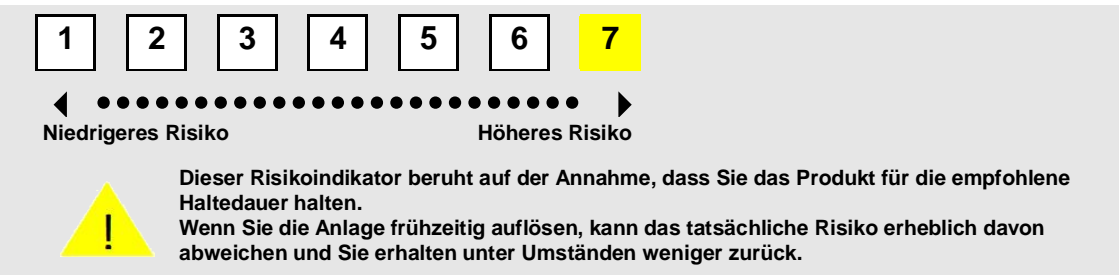 1 2 3 4 5 6 7
Niedrigeres Risiko Höheres Risiko
Dieser Risikoindikator beruht auf der Annahme, dass Sie das Produkt für die empfohlene
Haltedauer halten.
! Wenn Sie die Anlage frühzeitig auflösen, kann das tatsächliche Risiko erheblich davon
abweichen und Sie erhalten unter Umständen weniger zurück.